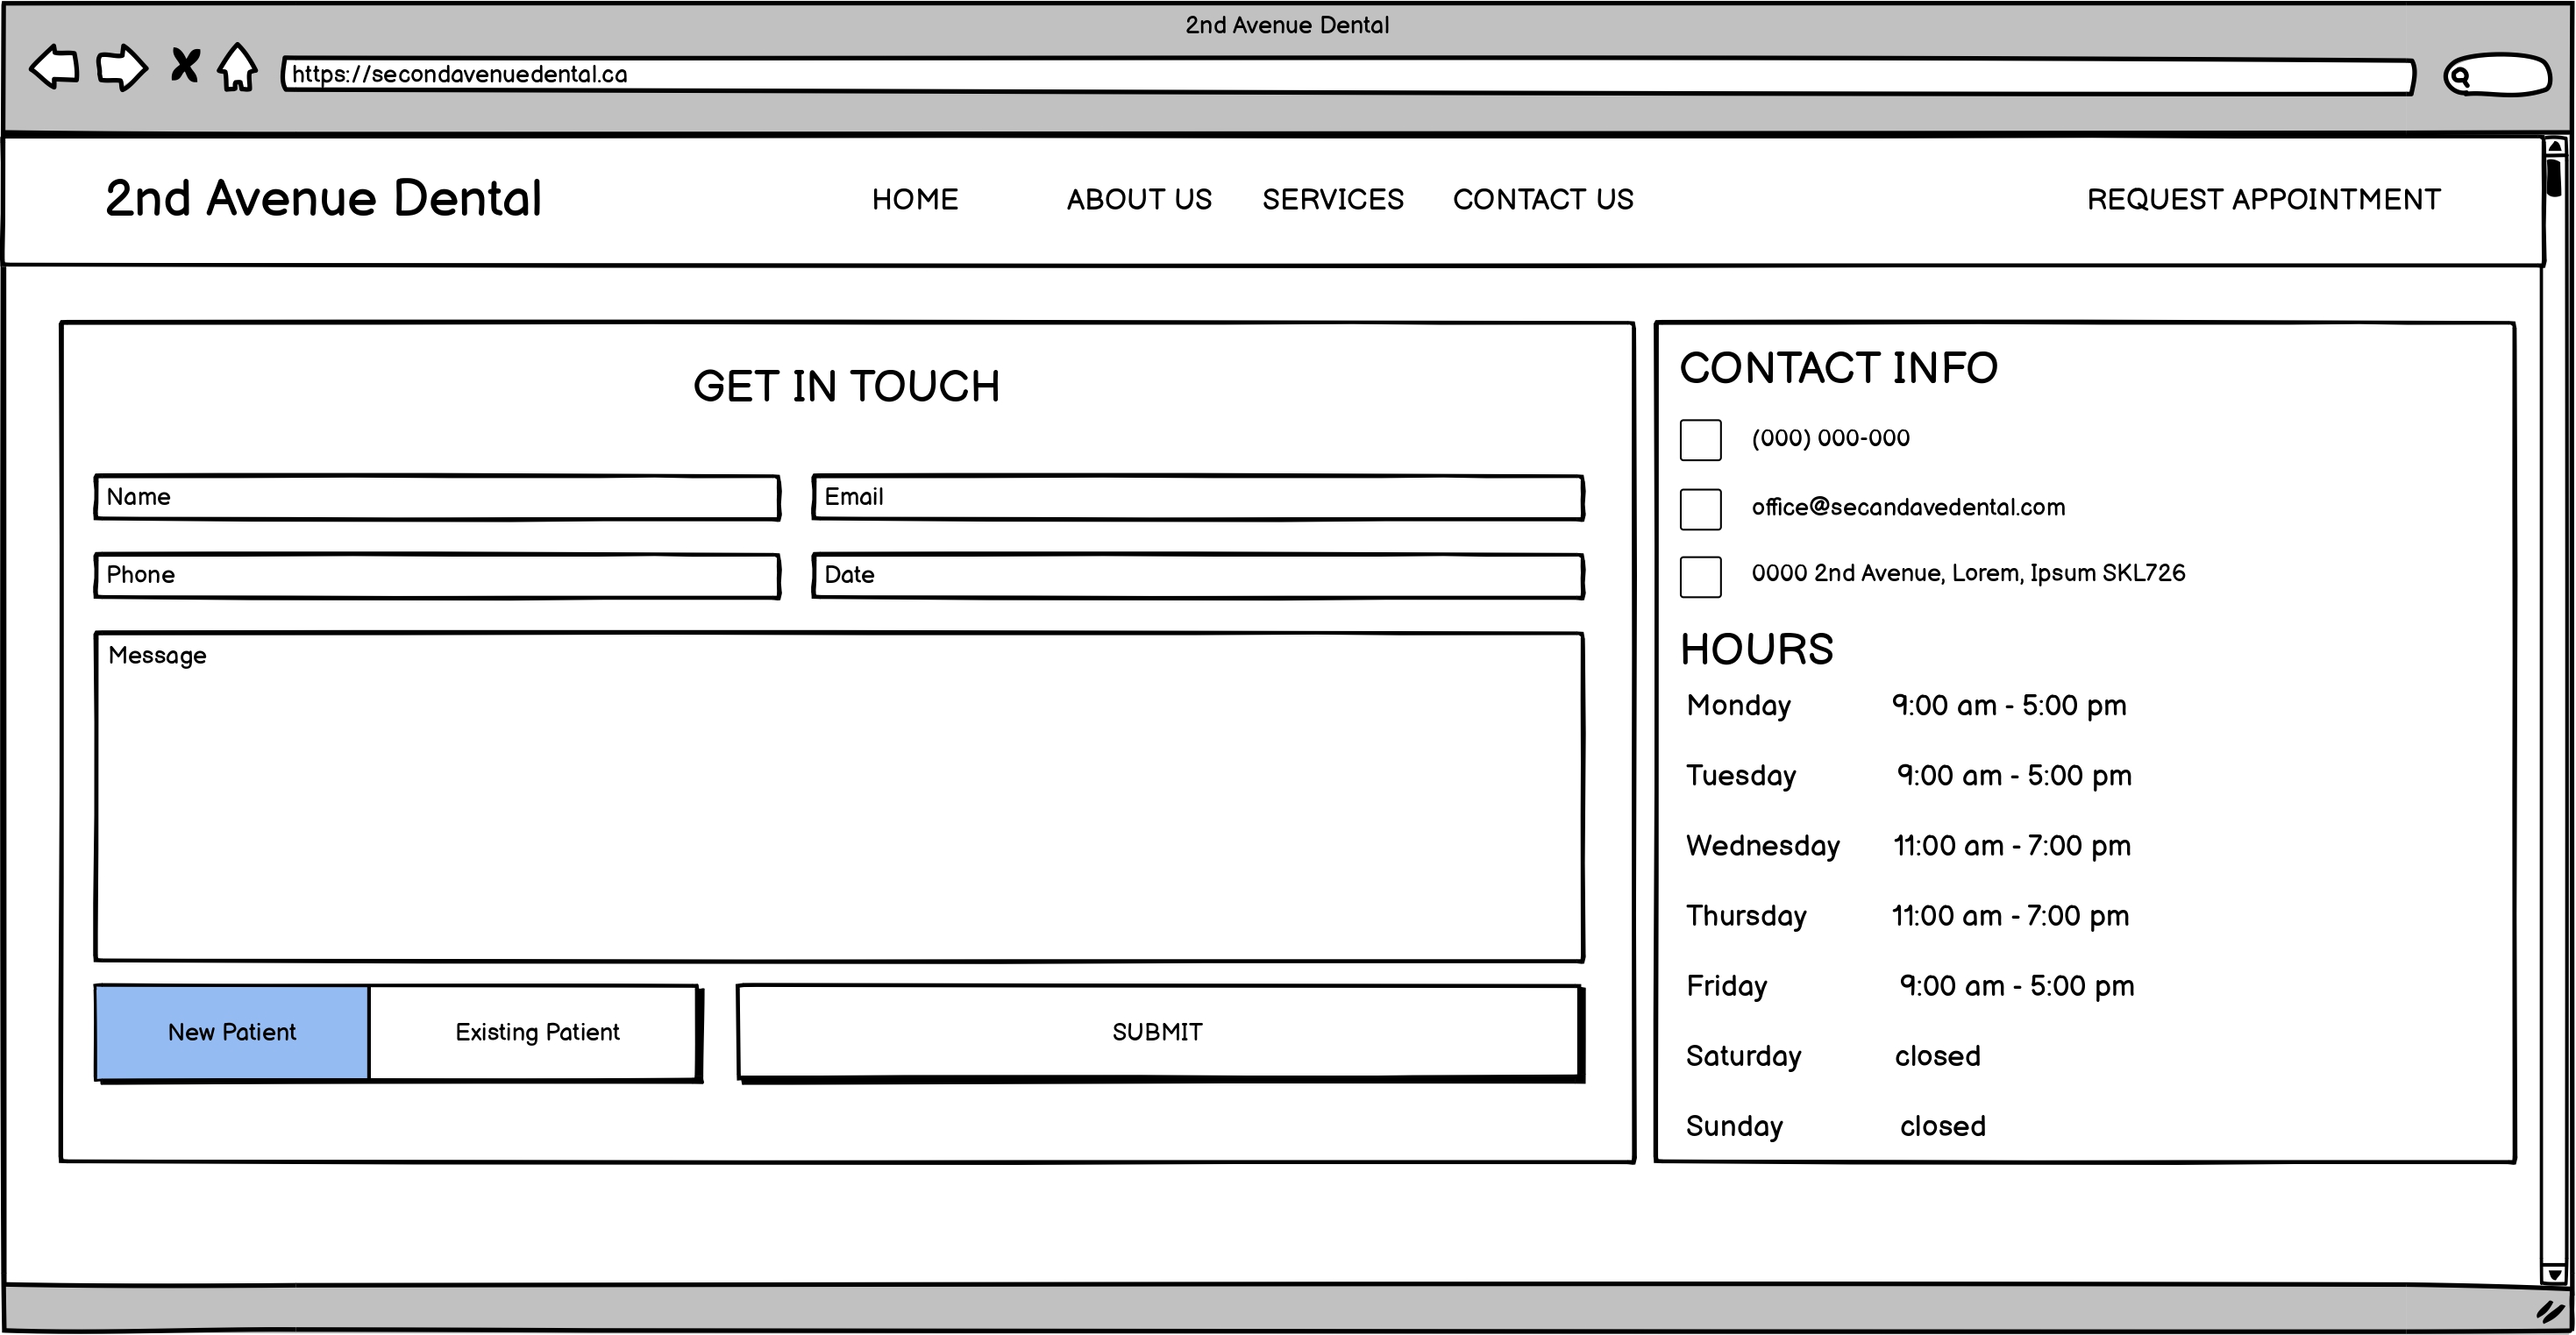 2nd Avenue Dental
https://secondavenuedental.ca
2nd Avenue Dental HOME ABOUT US SERVICES CONTACT US REQUEST APPOINTMENT
GET IN TOUCH
Name Email
Phone Date
Message
New Patient Existing Patient SUBMIT
CONTACT INFO
(000) 000-000
office@secandavedental.com
0000 2nd Avenue, Lorem, Ipsum SKL726
HOURS
Monday 9:00 am - 5:00 pm
Tuesday 9:00 am - 5:00 pm
Wednesday 11:00 am - 7:00 pm
Thursday 11:00 am - 7:00 pm
Friday 9:00 am - 5:00 pm
Saturday closed
Sunday closed